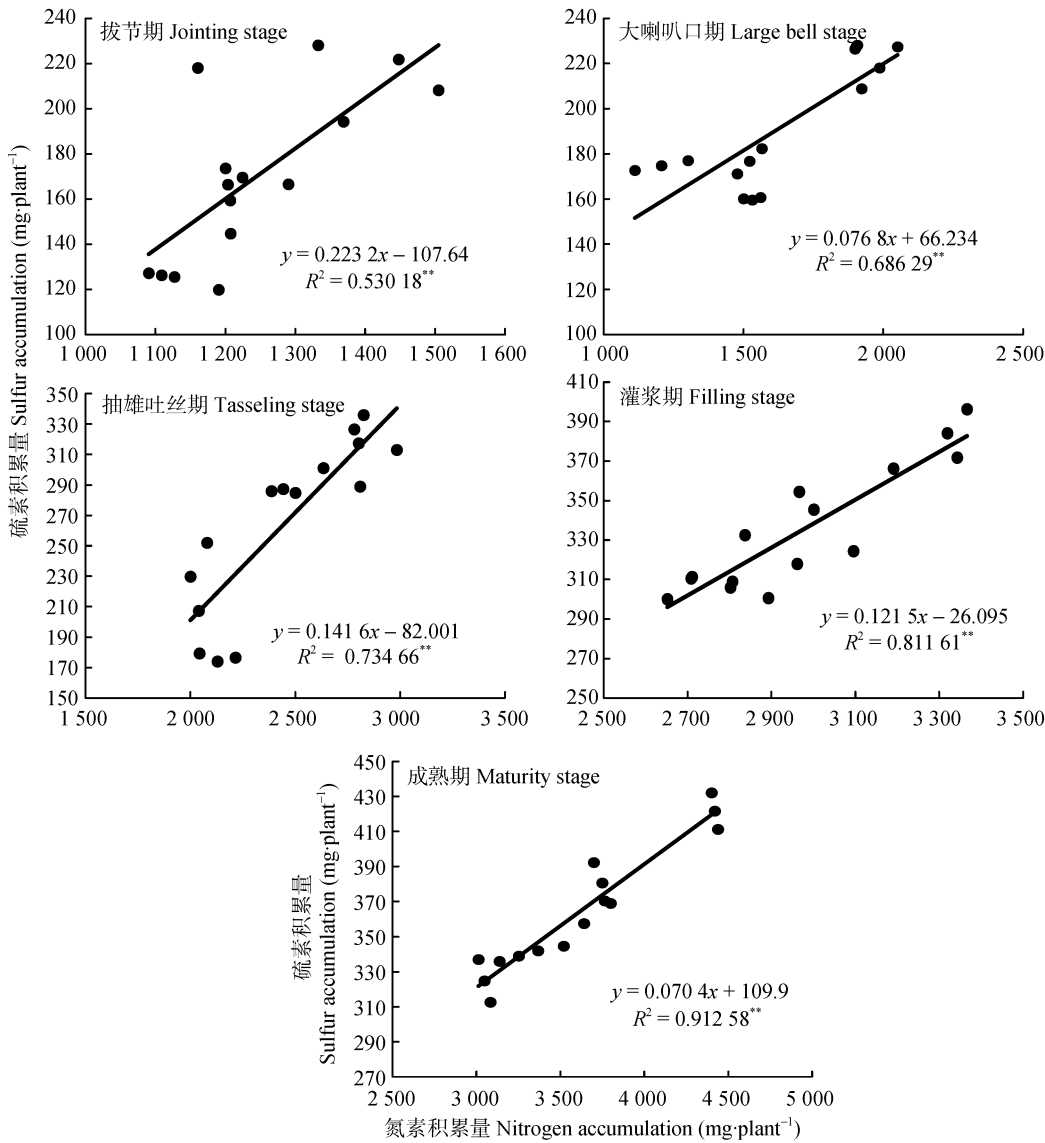 硫素积累量 Sulfur accumulation (mg·plant⁻¹)
拔节期 Jointing stage
240
220
200
180
160
140
120
100
y = 0.223 2x − 107.64
R² = 0.530 18**
1 000 1 100 1 200 1 300 1 400 1 500 1 600
大喇叭口期 Large bell stage
240
220
200
180
160
140
120
100
y = 0.076 8x + 66.234
R² = 0.686 29**
1 000 1 500 2 000 2 500
抽雄吐丝期 Tasseling stage
350
330
310
290
270
250
230
210
190
170
150
y = 0.141 6x − 82.001
R² = 0.734 66**
1 500 2 000 2 500 3 000 3 500
灌浆期 Filling stage
410
390
370
350
330
310
290
270
250
y = 0.121 5x − 26.095
R² = 0.811 61**
2 500 2 700 2 900 3 100 3 300 3 500
硫素积累量
Sulfur accumulation (mg·plant⁻¹)
成熟期 Maturity stage
450
430
410
390
370
350
330
310
290
270
y = 0.070 4x + 109.9
R² = 0.912 58**
2 500 3 000 3 500 4 000 4 500 5 000
氮素积累量 Nitrogen accumulation (mg·plant⁻¹)